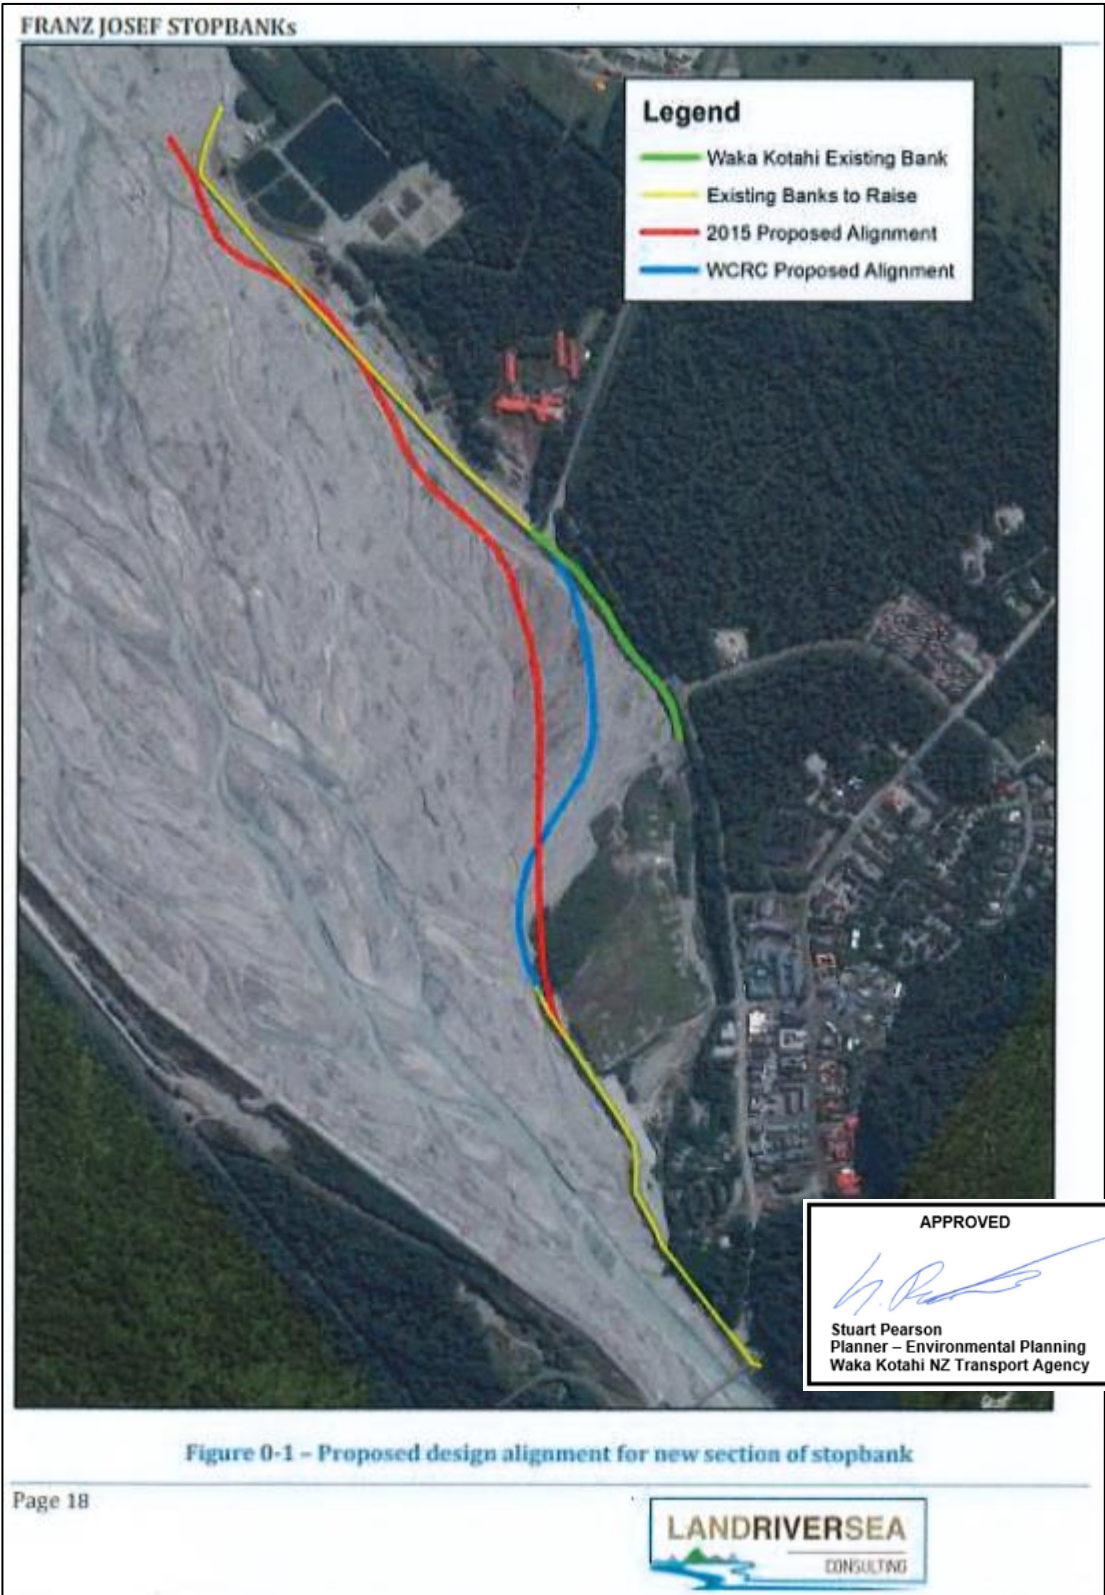 FRANZ JOSEF STOPBANKs
Legend
Waka Kotahi Existing Bank
Existing Banks to Raise
2015 Proposed Alignment
WCRC Proposed Alignment
APPROVED
Stuart Pearson
Planner – Environmental Planning
Waka Kotahi NZ Transport Agency
Figure 0-1 – Proposed design alignment for new section of stopbank
Page 18
LANDRIVERSEA
CONSULTING